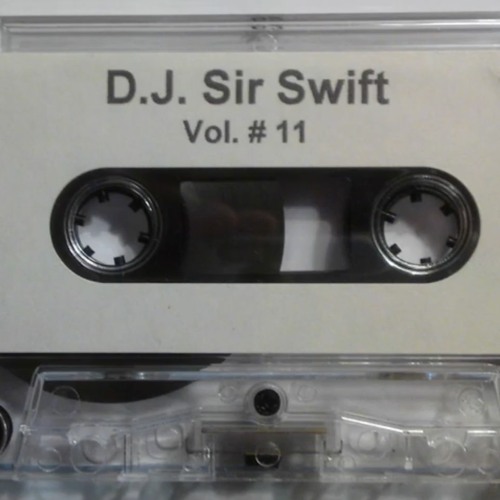 D.J. Sir Swift
Vol. # 11